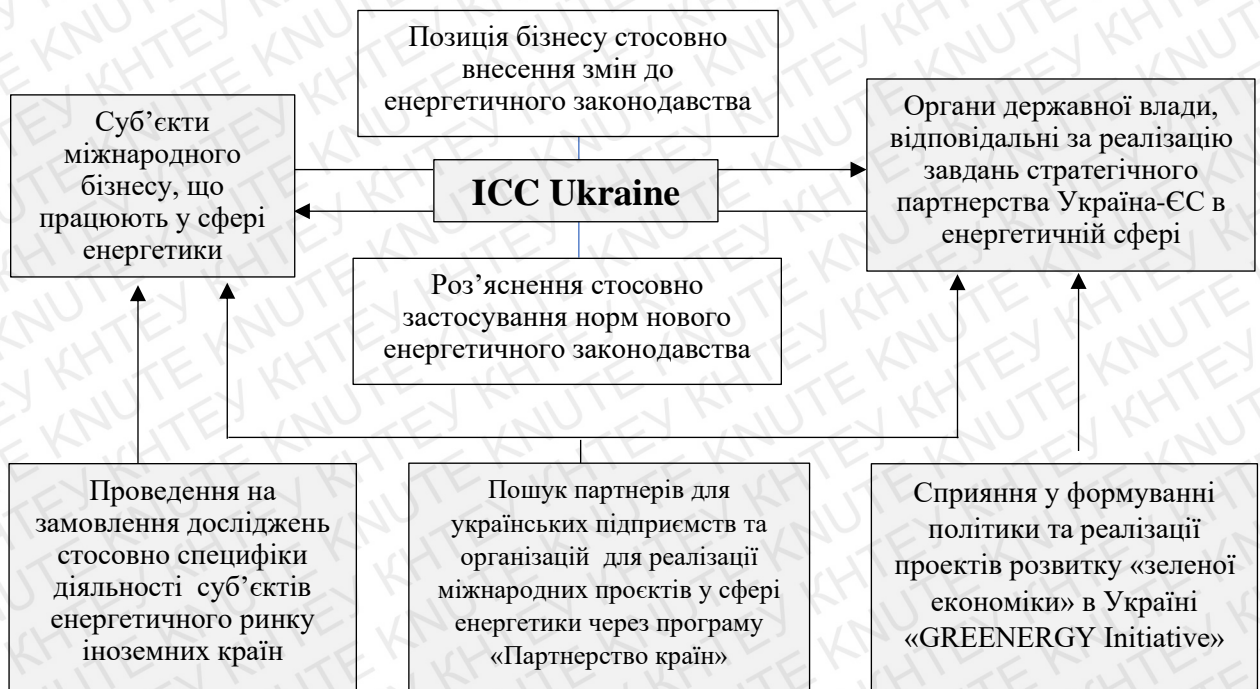 Позиція бізнесу стосовно
внесення змін до
енергетичного законодавства
Суб’єкти
міжнародного
бізнесу, що
працюють у сфері
енергетики
ICC Ukraine
Органи державної влади,
відповідальні за реалізацію
завдань стратегічного
партнерства Україна-ЄС в
енергетичній сфері
Роз’яснення стосовно
застосування норм нового
енергетичного законодавства
Проведення на
замовлення досліджень
стосовно специфіки
діяльності суб’єктів
енергетичного ринку
іноземних країн
Пошук партнерів для
українських підприємств та
організацій для реалізації
міжнародних проєктів у сфері
енергетики через програму
«Партнерство країн»
Сприяння у формуванні
політики та реалізації
проектів розвитку «зеленої
економіки» в Україні
«GREENERGY Initiative»